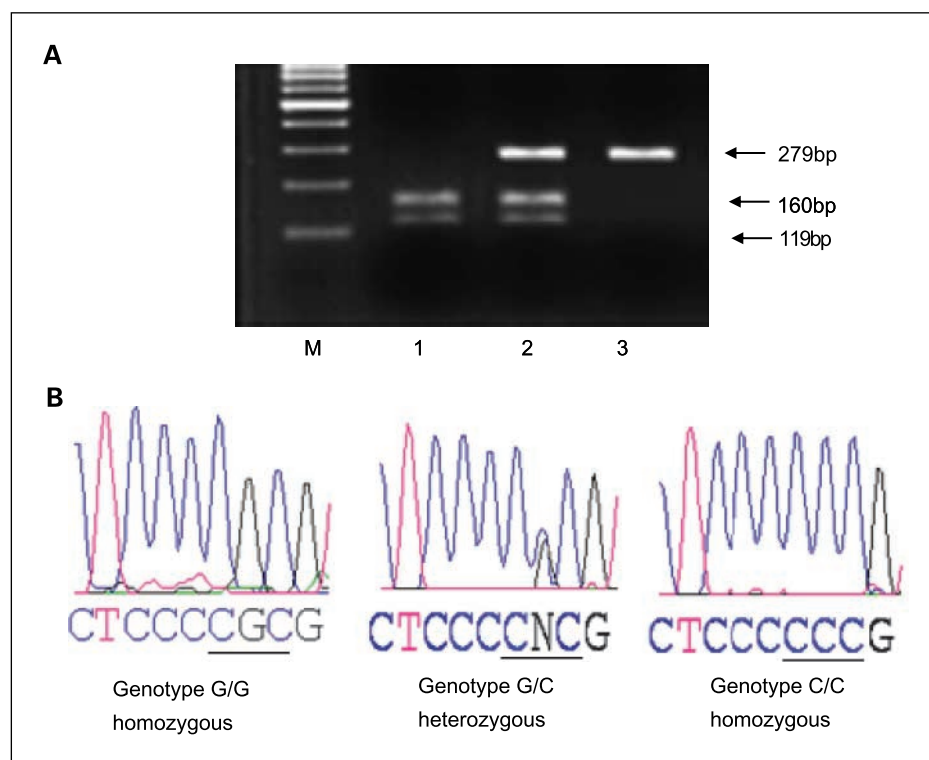 A
279bp
160bp
119bp
M 1 2 3
B
CTCCCCGCG CTCCCCNCG CTCCCCCCG
Genotype G/G
homozygous
Genotype G/C
heterozygous
Genotype C/C
homozygous